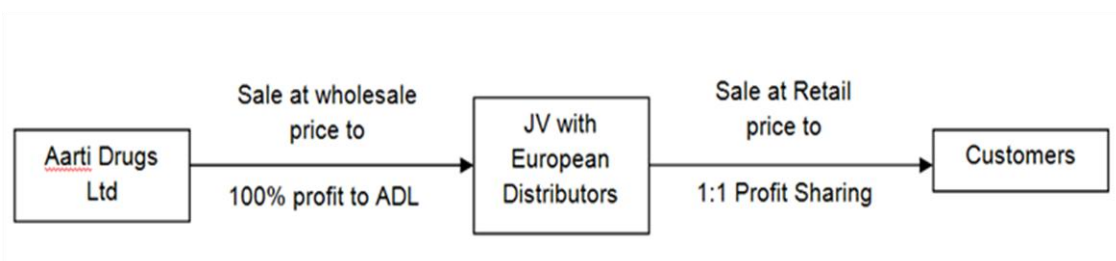 Aarti Drugs
Ltd
Sale at wholesale
price to
100% profit to ADL
JV with
European
Distributors
Sale at Retail
price to
1:1 Profit Sharing
Customers